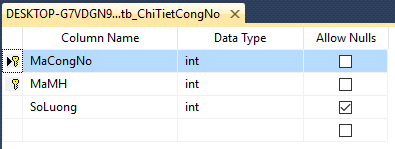 DESKTOP-G7VDGN9...tb_ChiTietCongNo
Column Name Data Type Allow Nulls
MaCongNo int
MaMH int
SoLuong int